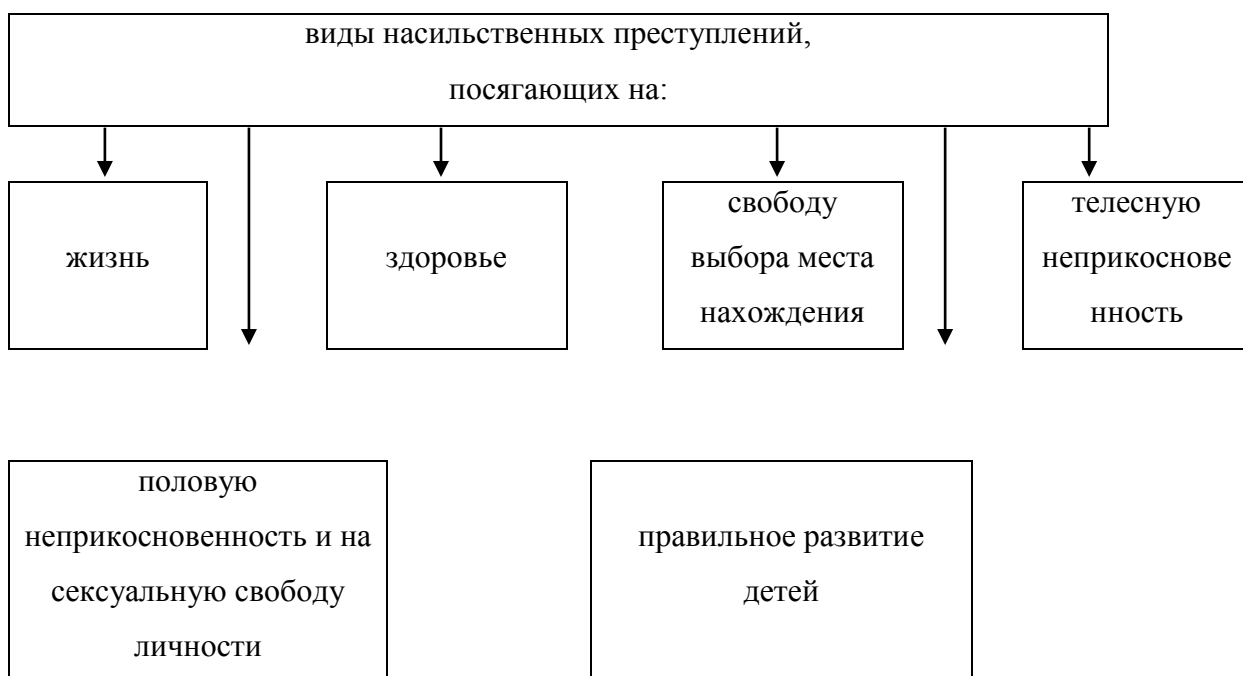 виды насильственных преступлений,
посягающих на:
жизнь
здоровье
свободу
выбора места
нахождения
телесную
неприкоснове
нность
половую
неприкосновенность и на
сексуальную свободу
личности
правильное развитие
детей